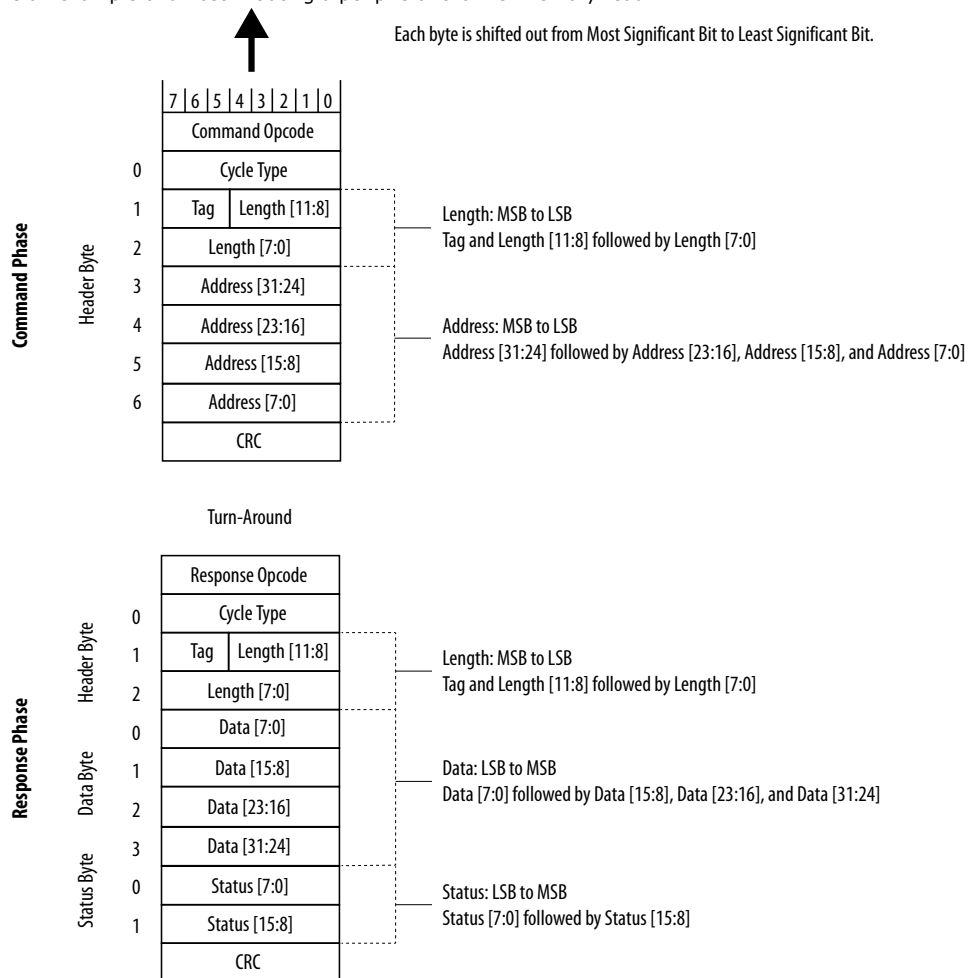 Each byte is shifted out from Most Significant Bit to Least Significant Bit.
7 6 5 4 3 2 1 0
Command Opcode
0 Cycle Type
1 Tag Length [11:8]
2 Length [7:0]
3 Address [31:24]
4 Address [23:16]
5 Address [15:8]
6 Address [7:0]
CRC
Command Phase
Header Byte
Length: MSB to LSB
Tag and Length [11:8] followed by Length [7:0]
Address: MSB to LSB
Address [31:24] followed by Address [23:16], Address [15:8], and Address [7:0]
Turn-Around
Response Opcode
0 Cycle Type
1 Tag Length [11:8]
2 Length [7:0]
0 Data [7:0]
1 Data [15:8]
2 Data [23:16]
3 Data [31:24]
0 Status [7:0]
1 Status [15:8]
CRC
Response Phase
Header Byte
Data Byte
Status Byte
Length: MSB to LSB
Tag and Length [11:8] followed by Length [7:0]
Data: LSB to MSB
Data [7:0] followed by Data [15:8], Data [23:16], and Data [31:24]
Status: LSB to MSB
Status [7:0] followed by Status [15:8]